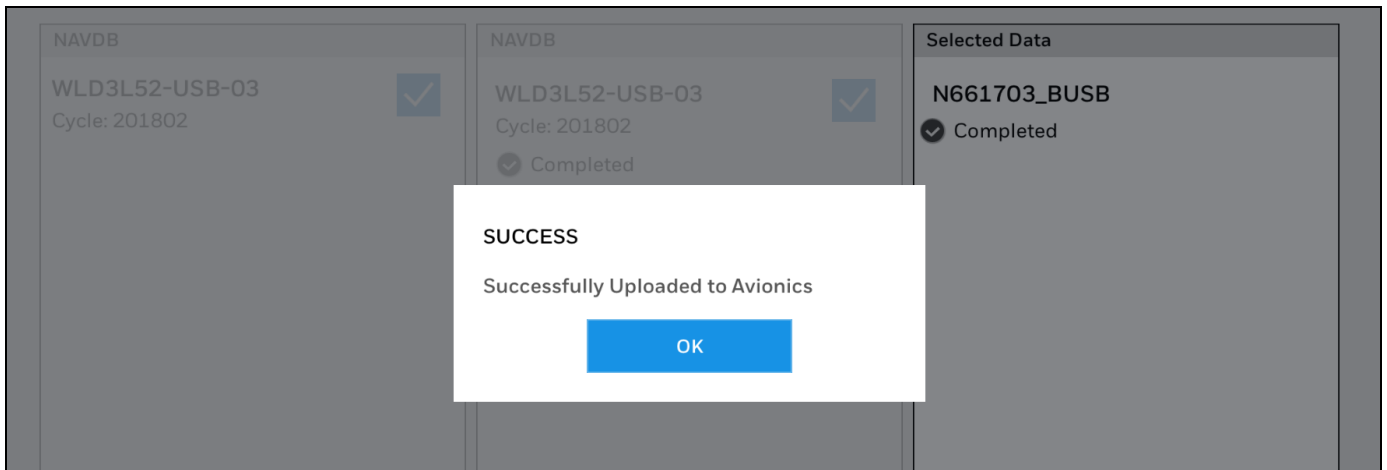 NAVDB
WLD3L52-USB-03
Cycle: 201802
NAVDB
WLD3L52-USB-03
Cycle: 201802
Completed
Selected Data
N661703_BUSB
Completed
SUCCESS
Successfully Uploaded to Avionics
OK